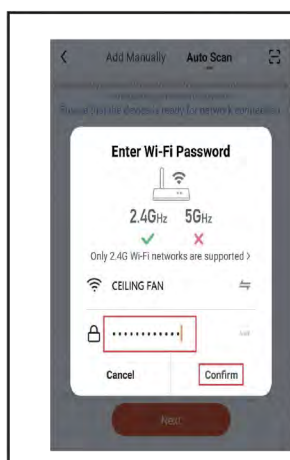 Add Manually Auto Scan
Enter Wi-Fi Password
2.4GHz 5GHz
Only 2.4G Wi-Fi networks are supported >
CEILING FAN
Cancel Confirm
Next